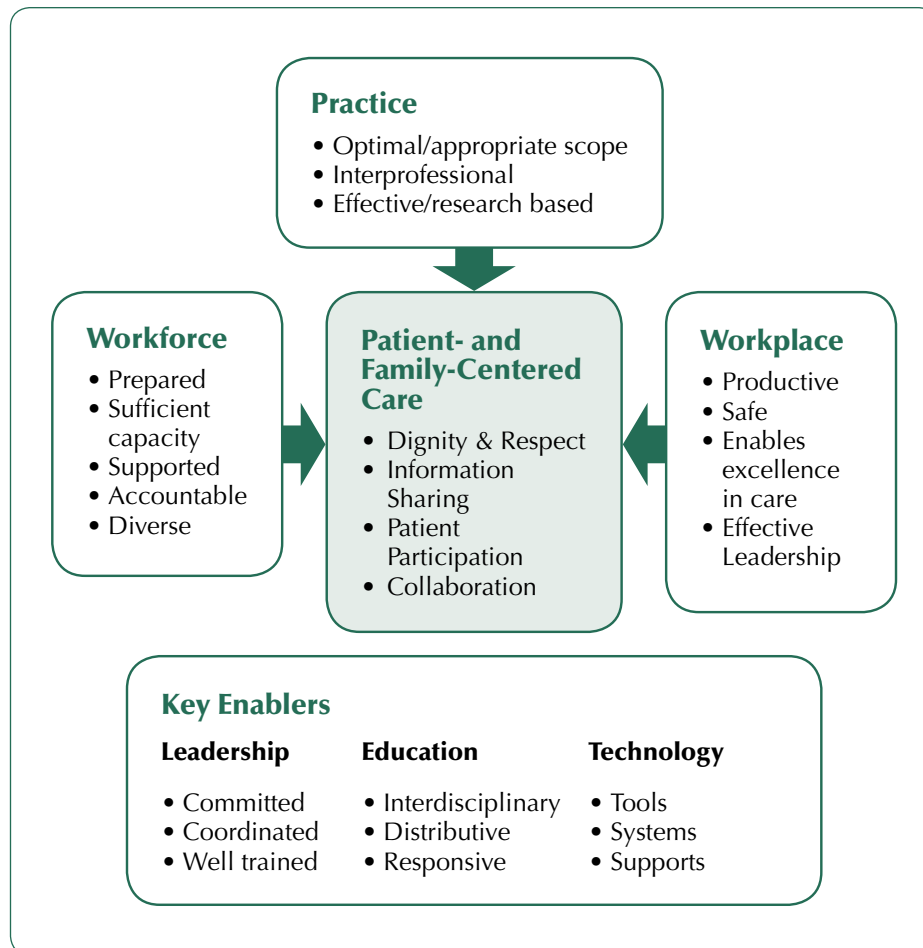 Practice
• Optimal/appropriate scope
• Interprofessional
• Effective/research based
Workforce
• Prepared
• Sufficient
capacity
• Supported
• Accountable
• Diverse
Patient- and
Family-Centered
Care
• Dignity & Respect
• Information
Sharing
• Patient
Participation
• Collaboration
Workplace
• Productive
• Safe
• Enables
excellence
in care
• Effective
Leadership
Key Enablers
Leadership
• Committed
• Coordinated
• Well trained
Education
• Interdisciplinary
• Distributive
• Responsive
Technology
• Tools
• Systems
• Supports